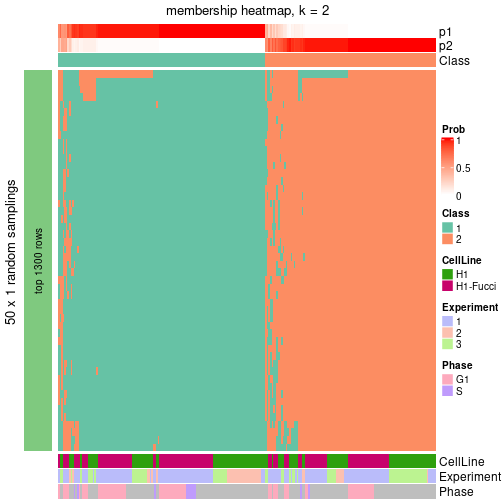 membership heatmap, k = 2
p1
p2
Class
50 x 1 random samplings
top 1300 rows
Prob
1
0.5
0
Class
1
2
CellLine
H1
H1-Fucci
Experiment
1
2
3
Phase
G1
S
CellLine
Experiment
Phase